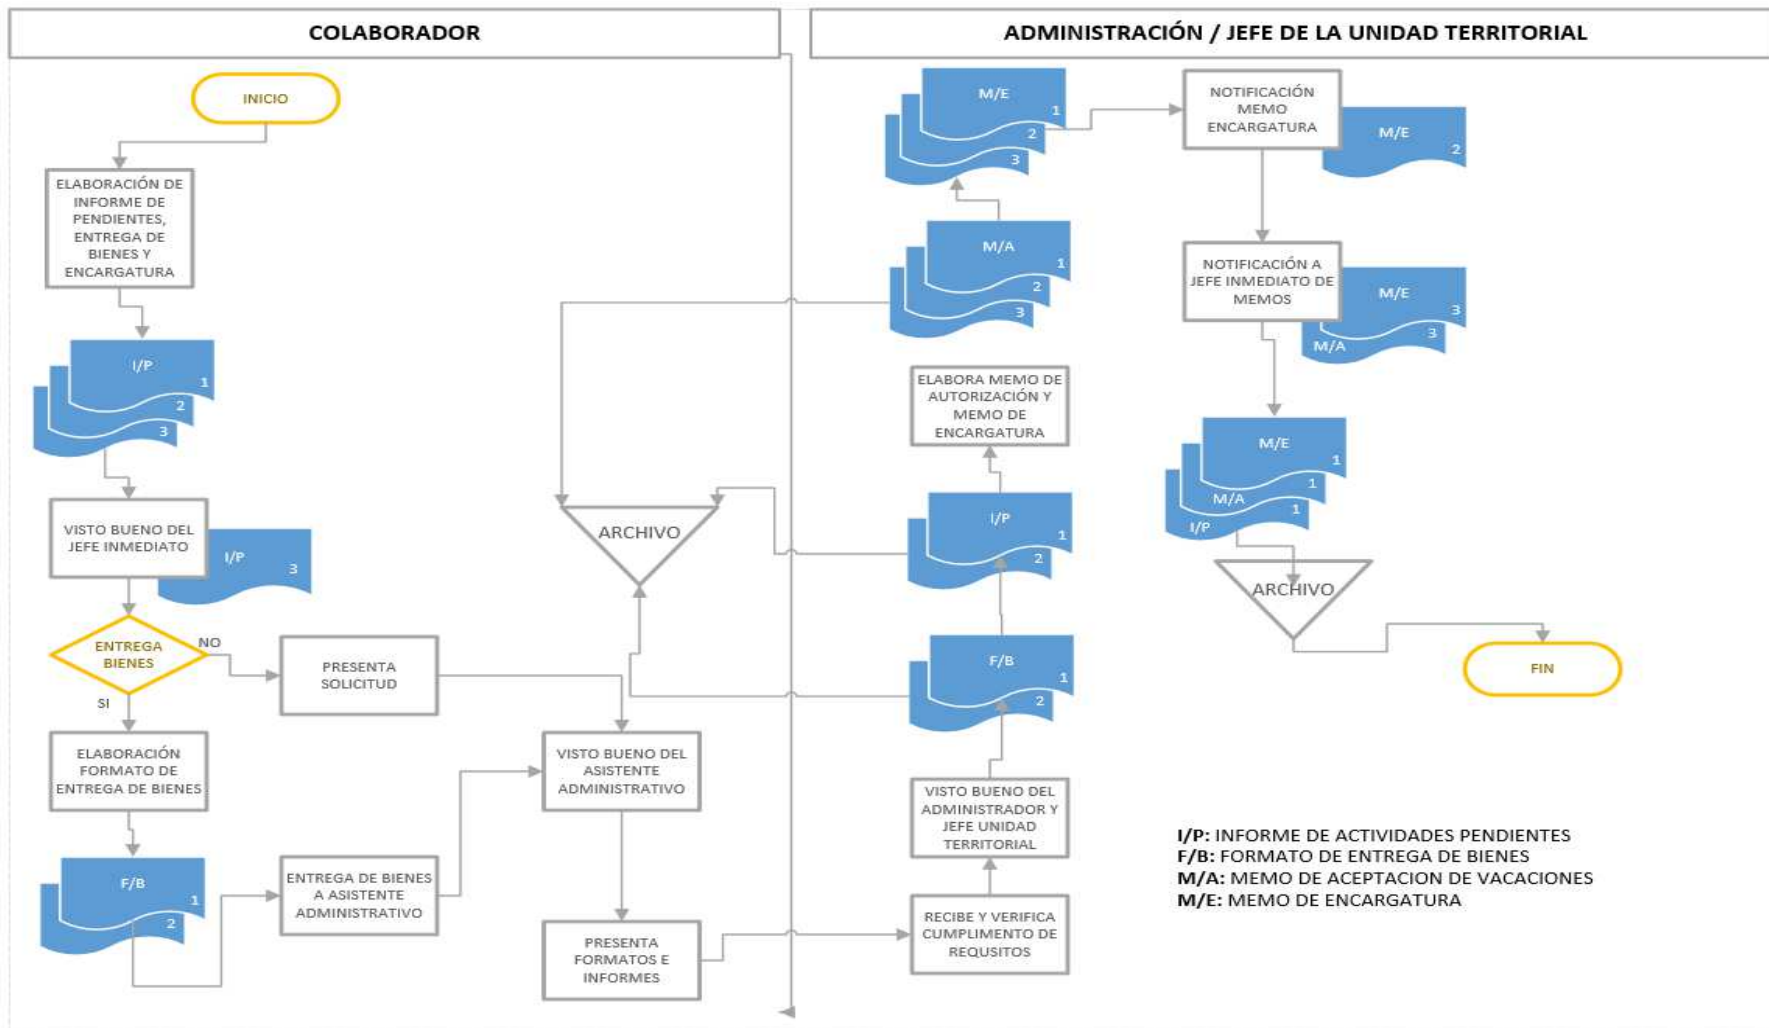 COLABORADOR
INICIO
ELABORACIÓN DE
INFORME DE
PENDIENTES,
ENTREGA DE
BIENES Y
ENCARGATURA
I/P
1
2
3
VISTO BUENO DEL
JEFE INMEDIATO
I/P
3
ENTREGA
BIENES
NO
SI
PRESENTA
SOLICITUD
ELABORACIÓN
FORMATO DE
ENTREGA DE BIENES
F/B
1
2
ENTREGA DE BIENES
A ASISTENTE
ADMINISTRATIVO
ARCHIVO
VISTO BUENO DEL
ASISTENTE
ADMINISTRATIVO
PRESENTA
FORMATOS E
INFORMES
ADMINISTRACIÓN / JEFE DE LA UNIDAD TERRITORIAL
M/E
1
2
3
M/A
1
2
3
ELABORA MEMO DE
AUTORIZACIÓN Y
MEMO DE
ENCARGATURA
I/P
1
2
F/B
1
2
VISTO BUENO DEL
ADMINISTRADOR Y
JEFE UNIDAD
TERRITORIAL
RECIBE Y VERIFICA
CUMPLIMENTO DE
REQUSITOS
NOTIFICACIÓN
MEMO
ENCARGATURA
M/E
2
NOTIFICACIÓN A
JEFE INMEDIATO DE
MEMOS
M/E
3
3
M/A
M/E
1
M/A
1
I/P
1
ARCHIVO
FIN
I/P: INFORME DE ACTIVIDADES PENDIENTES
F/B: FORMATO DE ENTREGA DE BIENES
M/A: MEMO DE ACEPTACION DE VACACIONES
M/E: MEMO DE ENCARGATURA